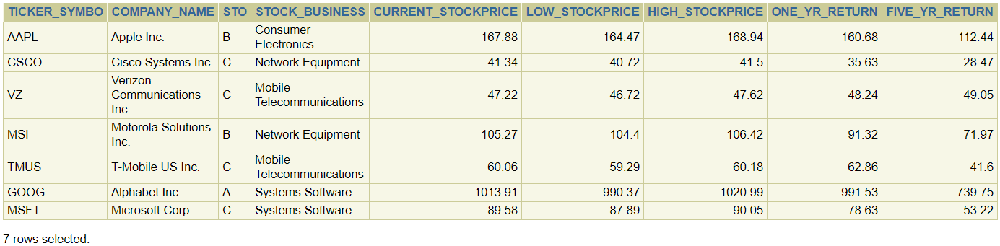 TICKER_SYMBO COMPANY_NAME STO STOCK_BUSINESS CURRENT_STOCKPRICE LOW_STOCKPRICE HIGH_STOCKPRICE ONE_YR_RETURN FIVE_YR_RETURN
AAPL Apple Inc. B Consumer Electronics 167.88 164.47 168.94 160.68 112.44
CSCO Cisco Systems Inc. C Network Equipment 41.34 40.72 41.5 35.63 28.47
VZ Verizon Communications Inc. C Mobile Telecommunications 47.22 46.72 47.62 48.24 49.05
MSI Motorola Solutions Inc. B Network Equipment 105.27 104.4 106.42 91.32 71.97
TMUS T-Mobile US Inc. C Mobile Telecommunications 60.06 59.29 60.18 62.86 41.6
GOOG Alphabet Inc. A Systems Software 1013.91 990.37 1020.99 991.53 739.75
MSFT Microsoft Corp. C Systems Software 89.58 87.89 90.05 78.63 53.22
7 rows selected.